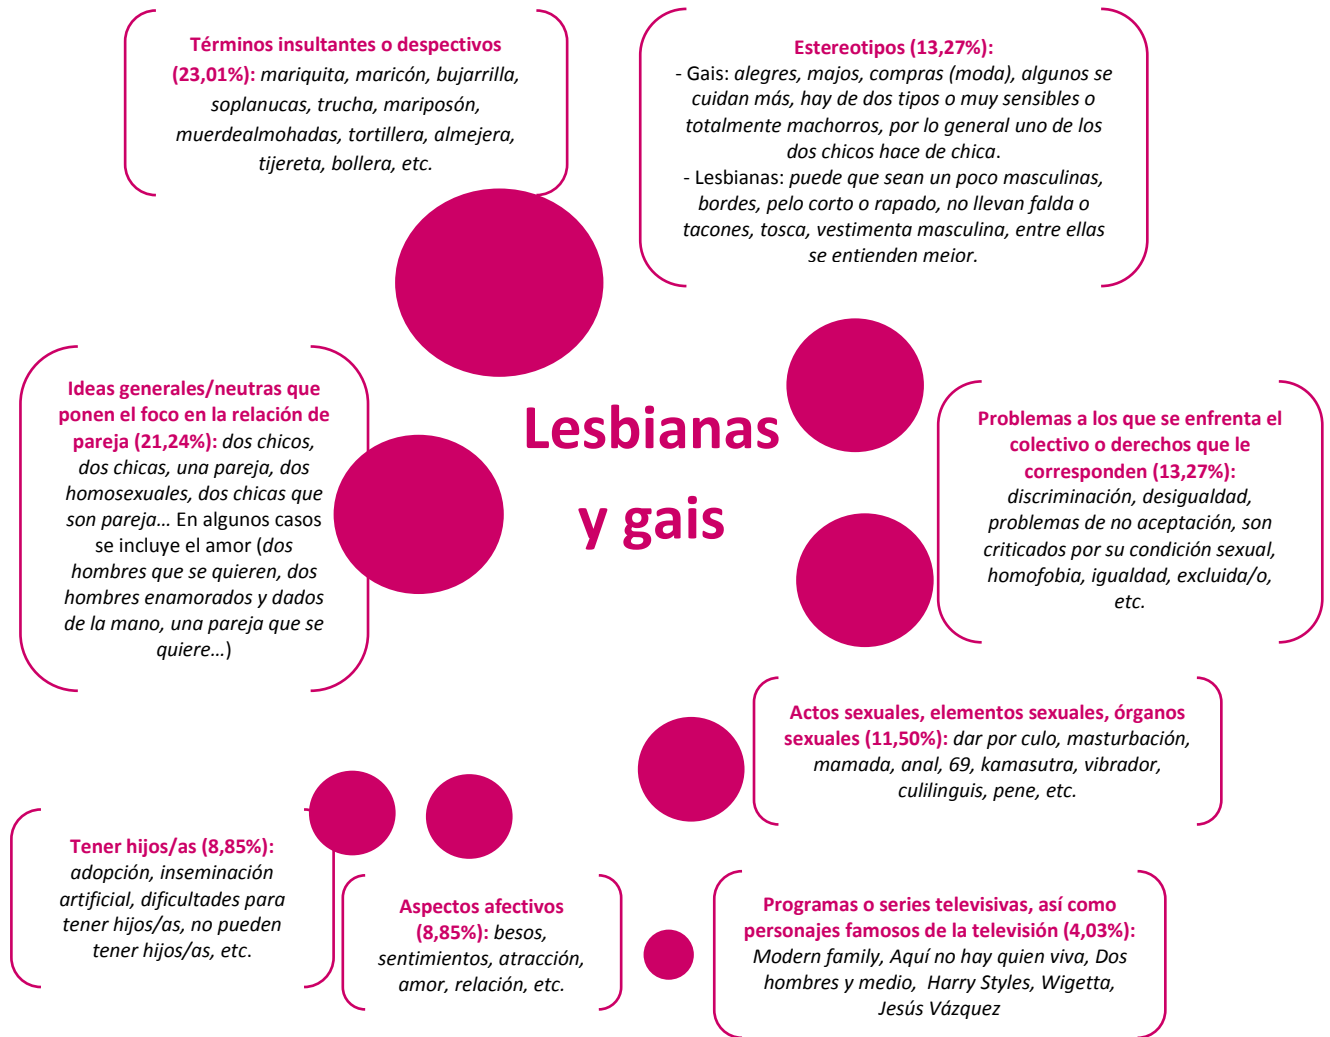 Términos insultantes o despectivos
(23,01%): mariquita, maricón, bujarrilla,
soplanucas, trucha, mariposón,
muerdealmohadas, tortillera, almejera,
tijereta, bollera, etc.
Estereotipos (13,27%):
- Gais: alegres, majos, compras (moda), algunos se
cuidan más, hay de dos tipos o muy sensibles o
totalmente machorros, por lo general uno de los
dos chicos hace de chica.
- Lesbianas: puede que sean un poco masculinas,
bordes, pelo corto o rapado, no llevan falda o
tacones, tosca, vestimenta masculina, entre ellas
se entienden meior.
Ideas generales/neutras que
ponen el foco en la relación de
pareja (21,24%): dos chicos,
dos chicas, una pareja, dos
homosexuales, dos chicas que
son pareja... En algunos casos
se incluye el amor (dos
hombres que se quieren, dos
hombres enamorados y dados
de la mano, una pareja que se
quiere...)
Lesbianas
y gais
Problemas a los que se enfrenta el
colectivo o derechos que le
corresponden (13,27%):
discriminación, desigualdad,
problemas de no aceptación, son
criticados por su condición sexual,
homofobia, igualdad, excluida/o,
etc.
Actos sexuales, elementos sexuales, órganos
sexuales (11,50%): dar por culo, masturbación,
mamada, anal, 69, kamasutra, vibrador,
culilinguis, pene, etc.
Tener hijos/as (8,85%):
adopción, inseminación
artificial, dificultades para
tener hijos/as, no pueden
tener hijos/as, etc.
Aspectos afectivos
(8,85%): besos,
sentimientos, atracción,
amor, relación, etc.
Programas o series televisivas, así como
personajes famosos de la televisión (4,03%):
Modern family, Aquí no hay quien viva, Dos
hombres y medio, Harry Styles, Wigetta,
Jesús Vázquez